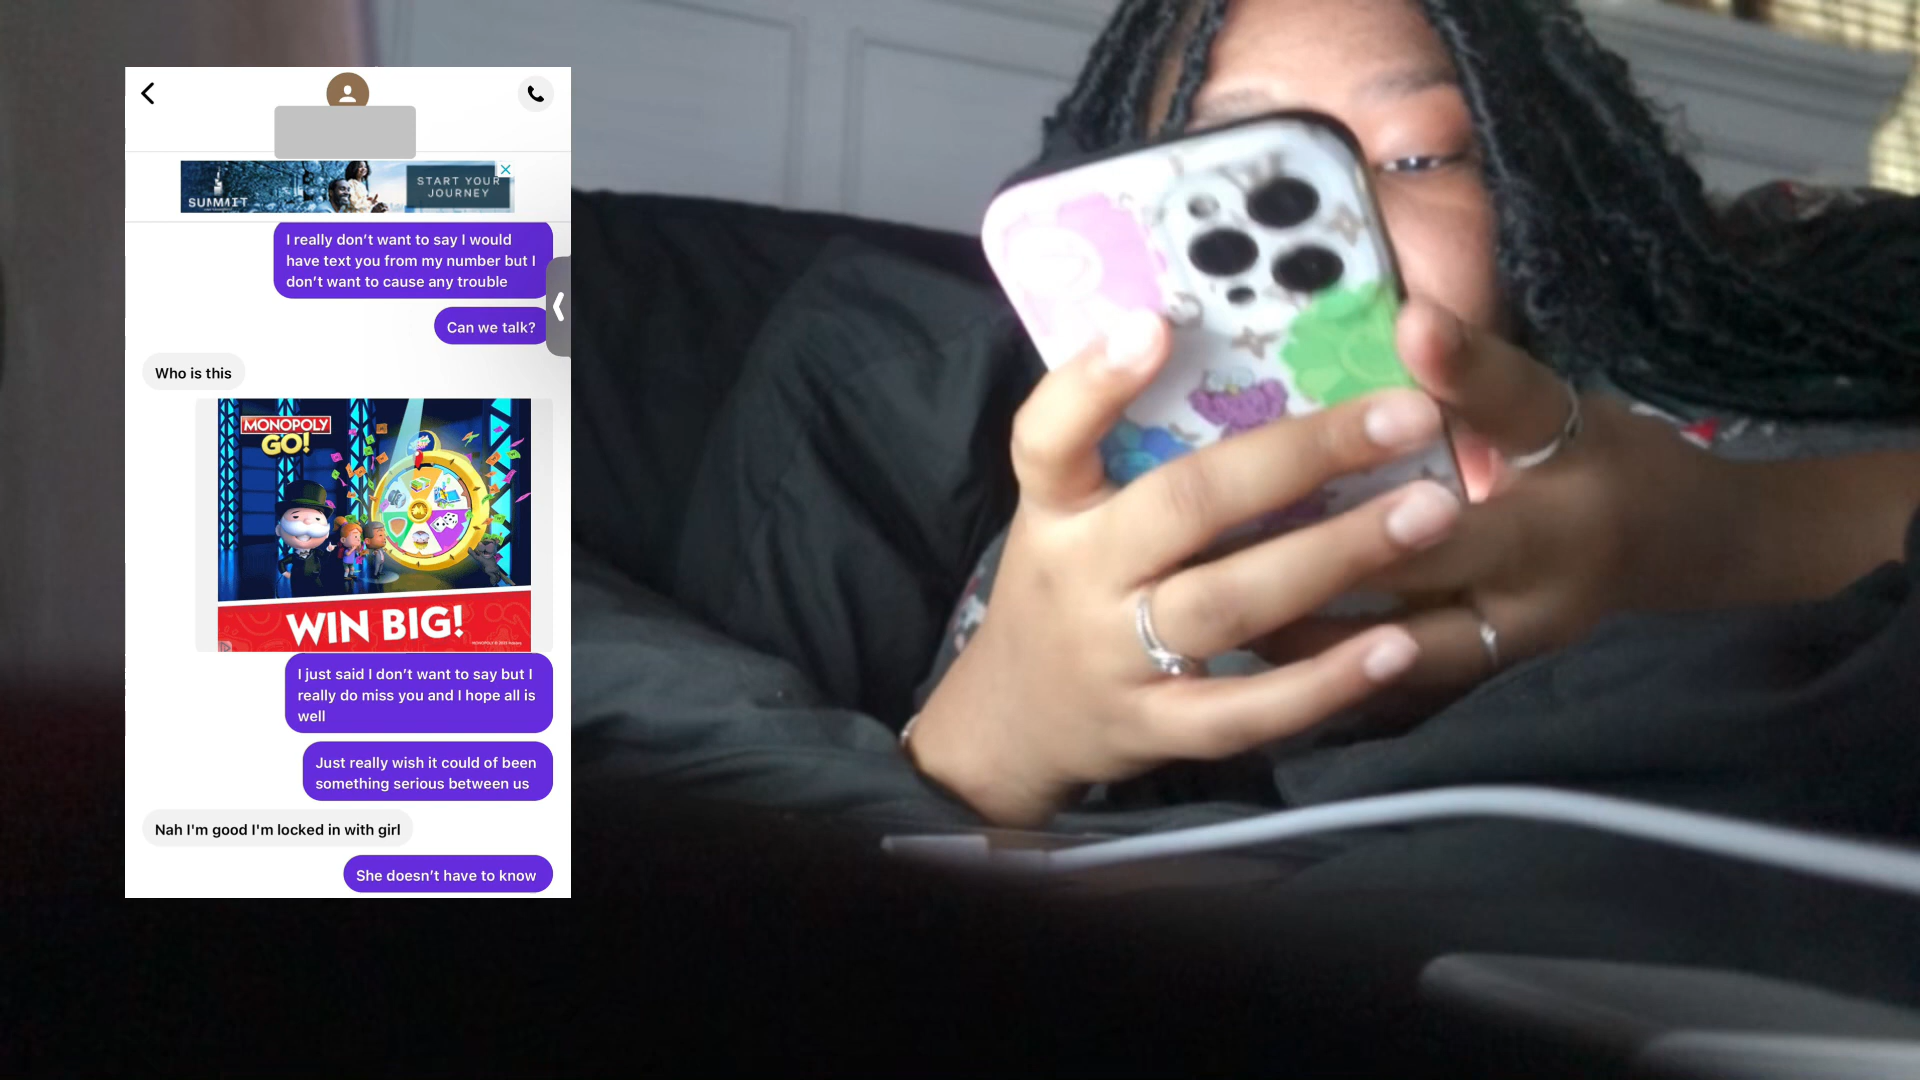 SUMMIT
START YOUR
JOURNEY
I really don't want to say I would
have text you from my number but I
don't want to cause any trouble
Can we talk?
Who is this
MONOPOLY
GO!
WIN BIG!
I just said I don't want to say but I
really do miss you and I hope all is
well
Just really wish it could of been
something serious between us
Nah I'm good I'm locked in with girl
She doesn't have to know